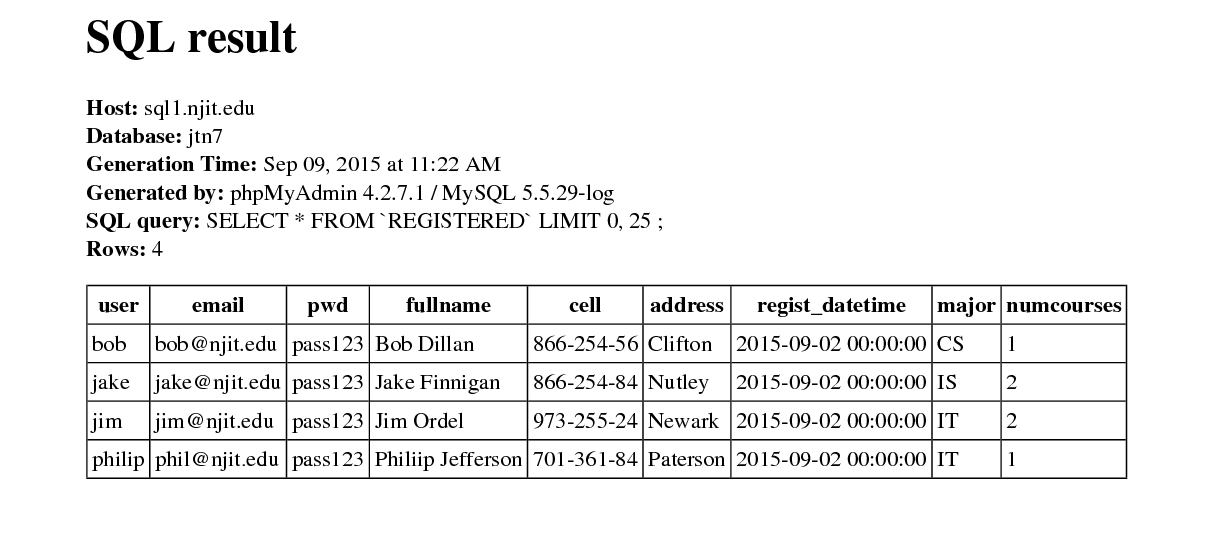 SQL result
Host: sql1.njit.edu
Database: jtn7
Generation Time: Sep 09, 2015 at 11:22 AM
Generated by: phpMyAdmin 4.2.7.1 / MySQL 5.5.29-log
SQL query: SELECT * FROM `REGISTERED` LIMIT 0, 25 ;
Rows: 4
user email pwd fullname cell address regist_datetime major numcourses
bob bob@njit.edu pass123 Bob Dillan 866-254-56 Clifton 2015-09-02 00:00:00 CS 1
jake jake@njit.edu pass123 Jake Finnigan 866-254-84 Nutley 2015-09-02 00:00:00 IS 2
jim jim@njit.edu pass123 Jim Ordel 973-255-24 Newark 2015-09-02 00:00:00 IT 2
philip phil@njit.edu pass123 Philiip Jefferson 701-361-84 Paterson 2015-09-02 00:00:00 IT 1